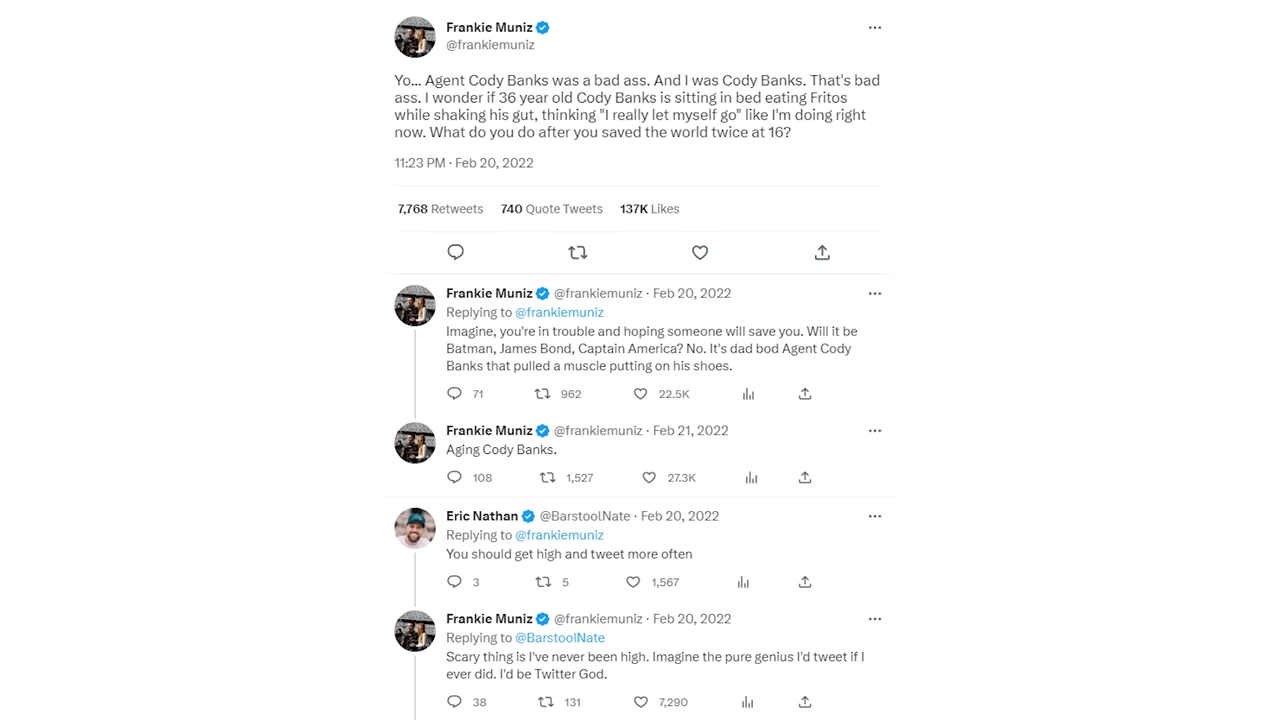 Frankie Muniz
@frankiemuniz
Yo... Agent Cody Banks was a bad ass. And I was Cody Banks. That's bad
ass. I wonder if 36 year old Cody Banks is sitting in bed eating Fritos
while shaking his gut, thinking "I really let myself go" like I'm doing right
now. What do you do after you saved the world twice at 16?
11:23 PM · Feb 20, 2022
7,768 Retweets 740 Quote Tweets 137K Likes
Frankie Muniz @frankiemuniz · Feb 20, 2022
Replying to @frankiemuniz
Imagine, you're in trouble and hoping someone will save you. Will it be
Batman, James Bond, Captain America? No. It's dad bod Agent Cody
Banks that pulled a muscle putting on his shoes.
71 962 22.5K
Frankie Muniz @frankiemuniz · Feb 21, 2022
Aging Cody Banks.
108 1,527 27.3K
Eric Nathan @BarstoolNate · Feb 20, 2022
Replying to @frankiemuniz
You should get high and tweet more often
3 5 1,567
Frankie Muniz @frankiemuniz · Feb 20, 2022
Replying to @BarstoolNate
Scary thing is I've never been high. Imagine the pure genius I'd tweet if I
ever did. I'd be Twitter God.
38 131 7,290